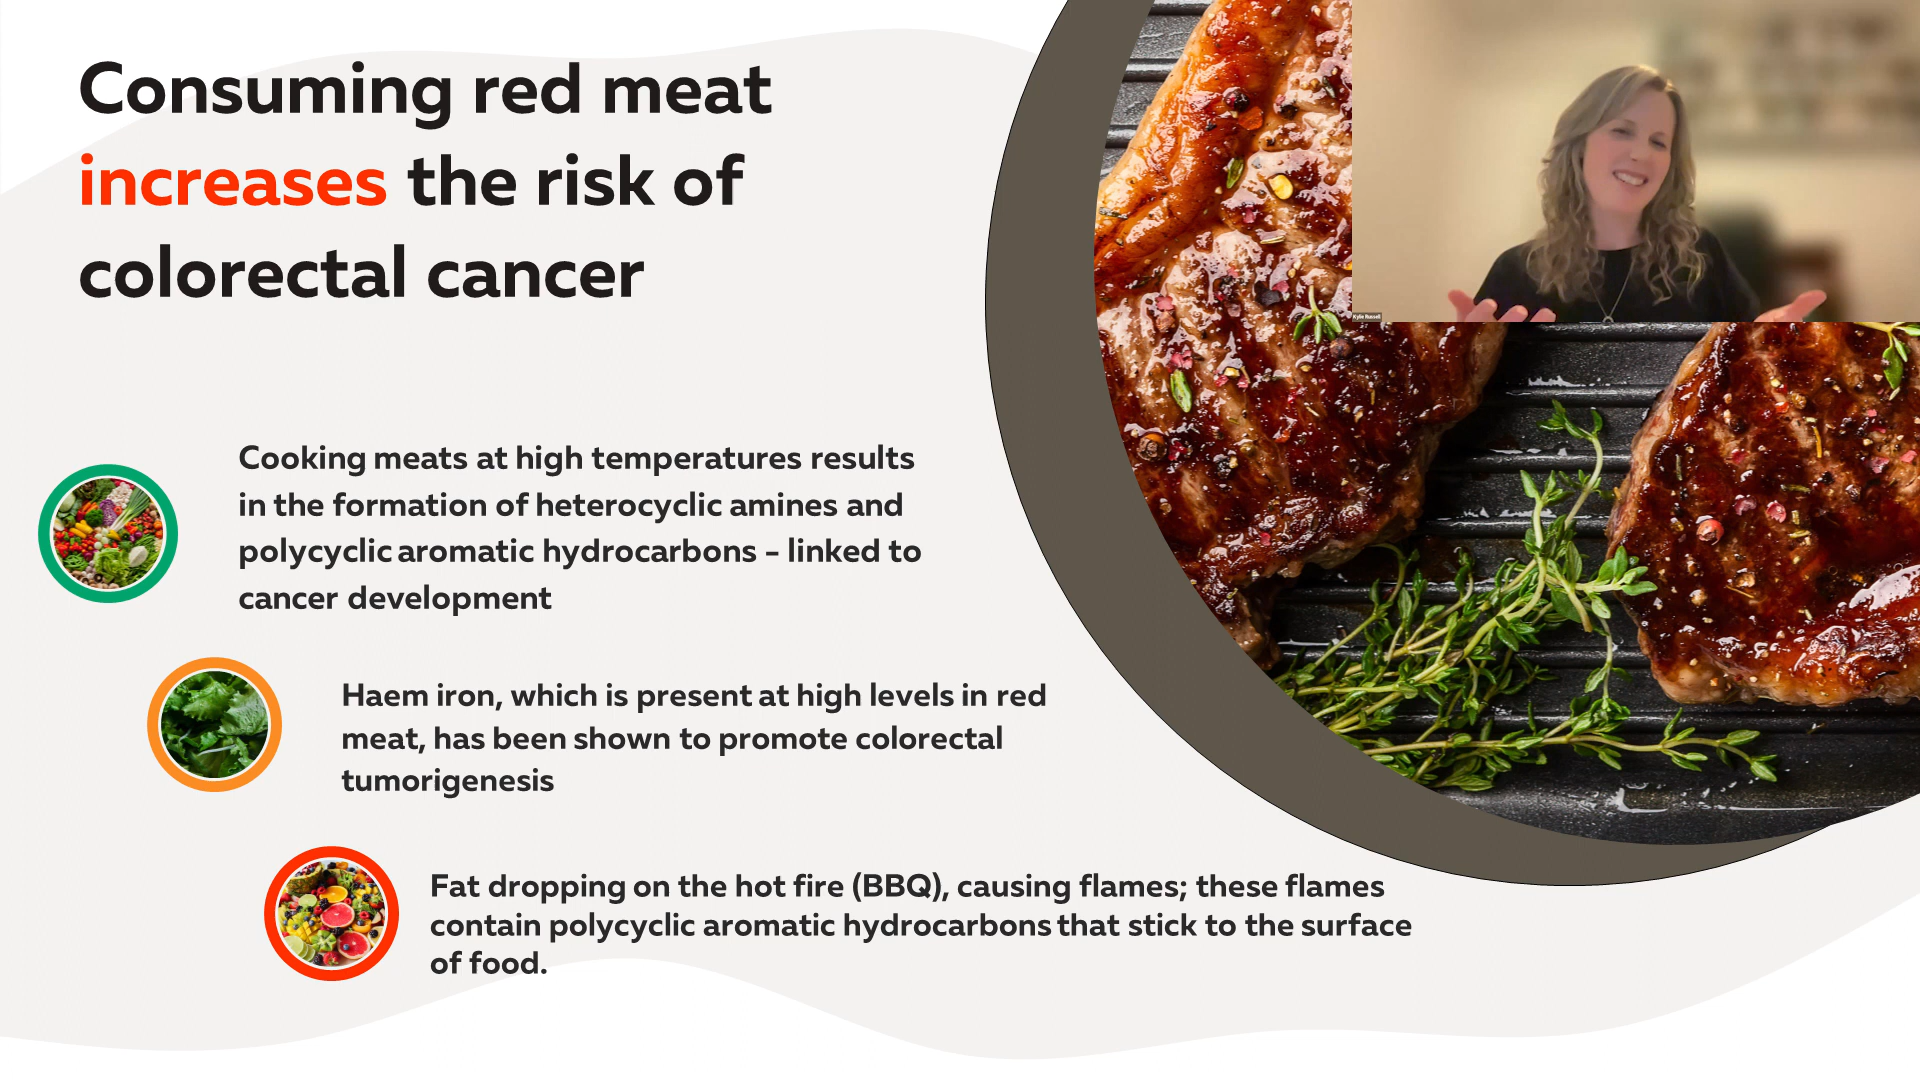 Consuming red meat
increases the risk of
colorectal cancer
Cooking meats at high temperatures results
in the formation of heterocyclic amines and
polycyclic aromatic hydrocarbons – linked to
cancer development
Haem iron, which is present at high levels in red
meat, has been shown to promote colorectal
tumorigenesis
Fat dropping on the hot fire (BBQ), causing flames; these flames
contain polycyclic aromatic hydrocarbons that stick to the surface
of food.
Kylie Russell